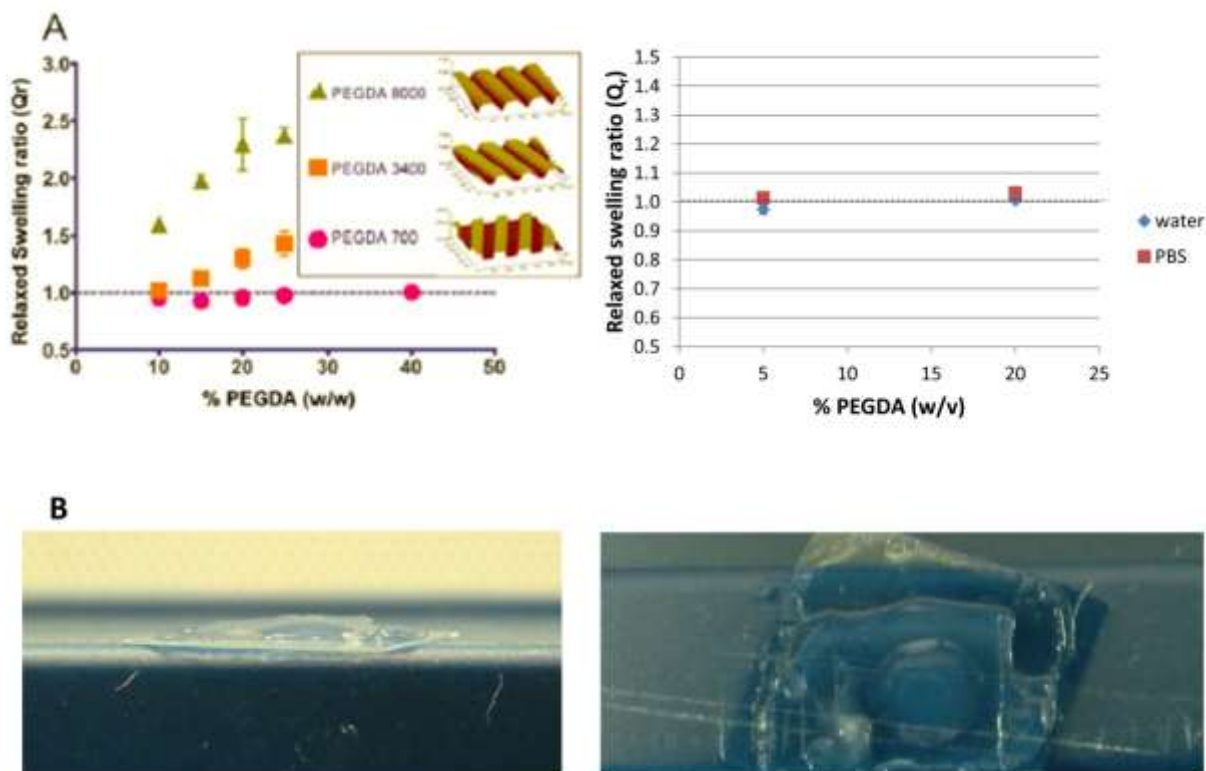 A
Relaxed Swelling ratio (Qr)
3.0
2.5
2.0
1.5
1.0
0.5
0
10
20
30
40
50
% PEGDA (w/w)
PEGDA 8000
PEGDA 3400
PEGDA 700
Relaxed swelling ratio (Qr)
1.5
1.4
1.3
1.2
1.1
1.0
0.9
0.8
0.7
0.6
0.5
0
5
10
15
20
25
% PEGDA (w/v)
water
PBS
B